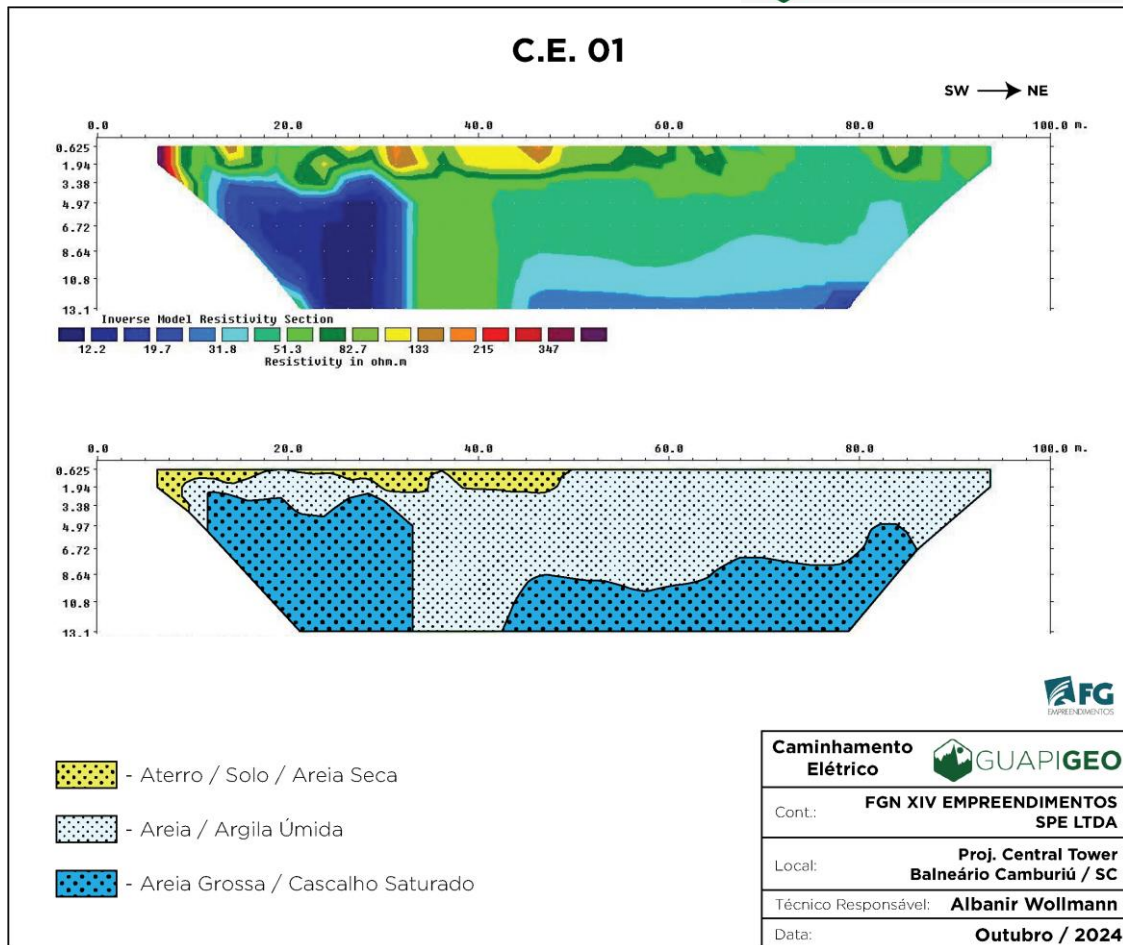 C.E. 01
SW → NE
0.0 20.0 40.0 60.0 80.0 100.0 m.
0.625
1.94
3.38
4.97
6.72
8.64
10.8
13.1
Inverse Model Resistivity Section
12.2 19.7 31.8 51.3 82.7 133 215 347
Resistivity in ohm.m
0.0 20.0 40.0 60.0 80.0 100.0 m.
0.625
1.94
3.38
4.97
6.72
8.64
10.8
13.1
- Aterro / Solo / Areia Seca
- Areia / Argila Úmida
- Areia Grossa / Cascalho Saturado
FG
EMPREENDIMENTOS
Caminhamento
Elétrico
GUAPIGEO
Cont.: FGN XIV EMPREENDIMENTOS
SPE LTDA
Local: Proj. Central Tower
Balneário Camburiú / SC
Técnico Responsável: Albanir Wollmann
Data: Outubro / 2024